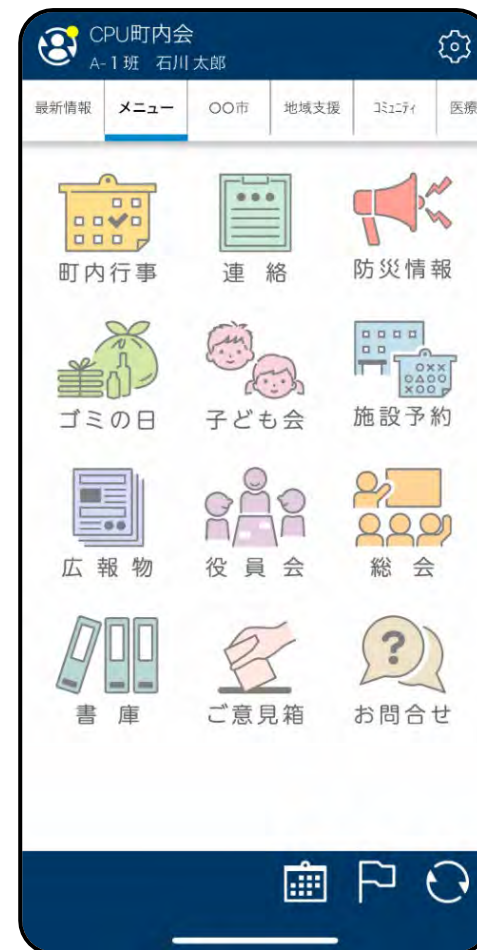 CPU町内会
A-1班 石川太郎
最新情報 メニュー 〇〇市 地域支援 コミュニティ 医療
町内行事 連絡 防災情報
?
ゴミの日 子ども会 施設予約
広報物 役員会 総会
書庫 ご意見箱 お問合せ